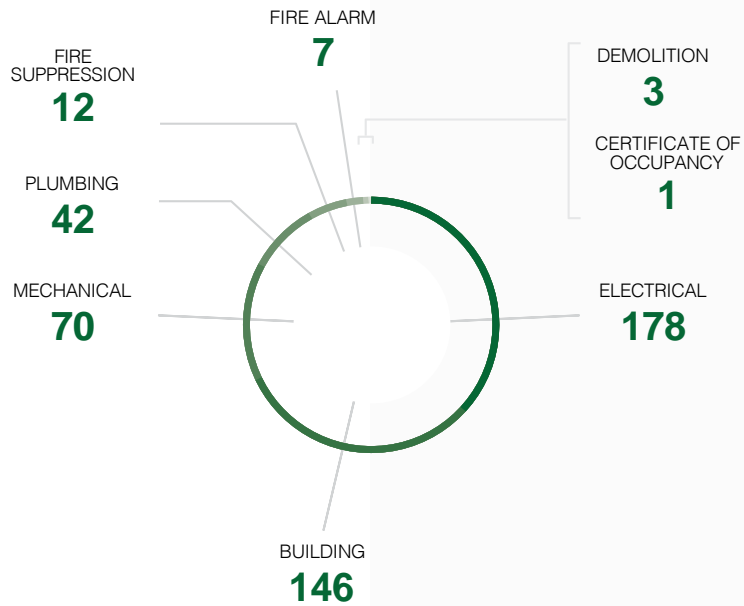 FIRE ALARM
7
FIRE
SUPPRESSION
12
DEMOLITION
3
CERTIFICATE OF
OCCUPANCY
1
PLUMBING
42
MECHANICAL
70
ELECTRICAL
178
BUILDING
146